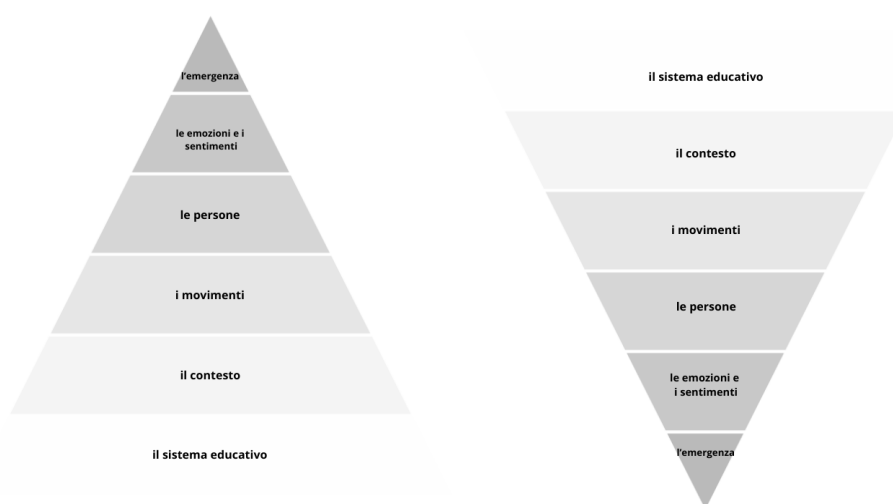 l'emergenza
le emozioni e i
sentimenti
le persone
i movimenti
il contesto
il sistema educativo
il sistema educativo
il contesto
i movimenti
le persone
le emozioni e
i sentimenti
l'emergenza